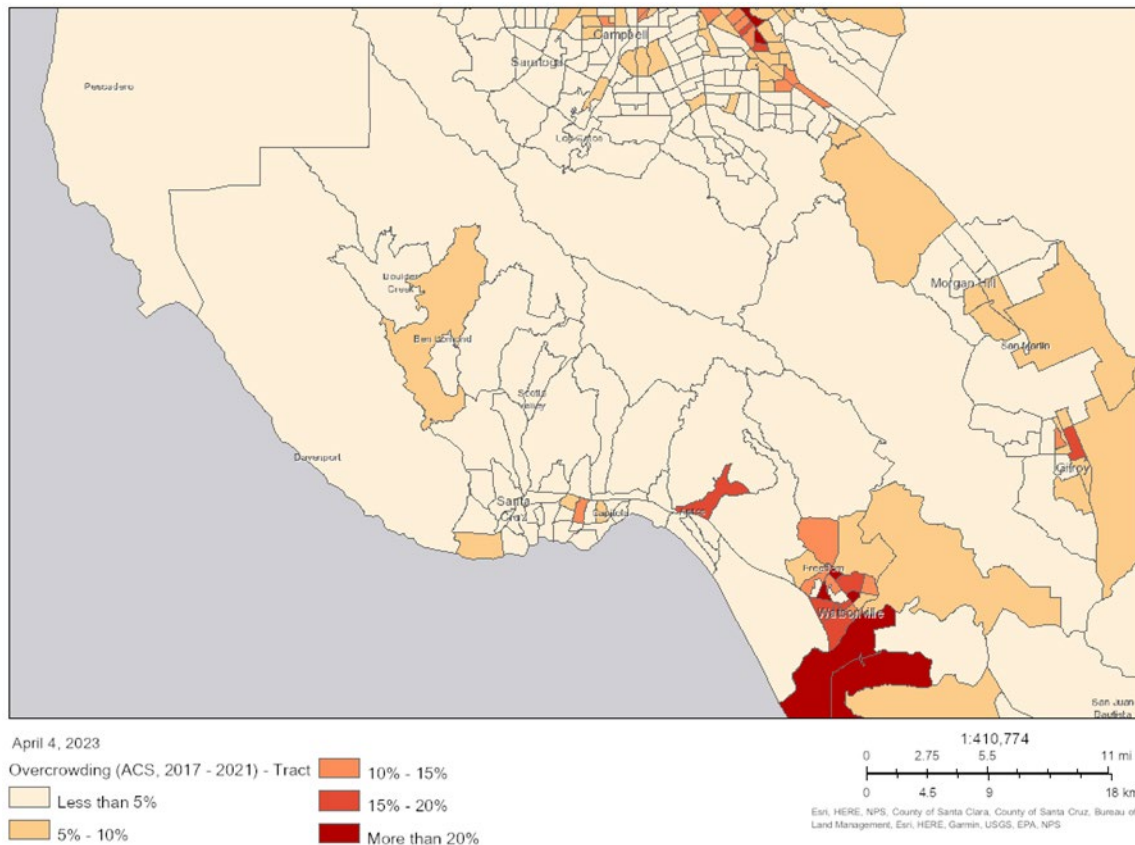 Campbell
Saratoga
Pescadero
Los Gatos
Boulder
Creek
Morgan Hill
Ben Lomond
San Martin
Scotts
Valley
Davenport
Gilroy
Santa
Cruz
Capitola
Aptos
Freedom
Watsonville
San Juan
Bautista
April 4, 2023
Overcrowding (ACS, 2017 - 2021) - Tract
Less than 5%
5% - 10%
10% - 15%
15% - 20%
More than 20%
1:410,774
0 2.75 5.5 11 mi
0 4.5 9 18 km
Esri, HERE, NPS, County of Santa Clara, County of Santa Cruz, Bureau of
Land Management, Esri, HERE, Garmin, USGS, EPA, NPS